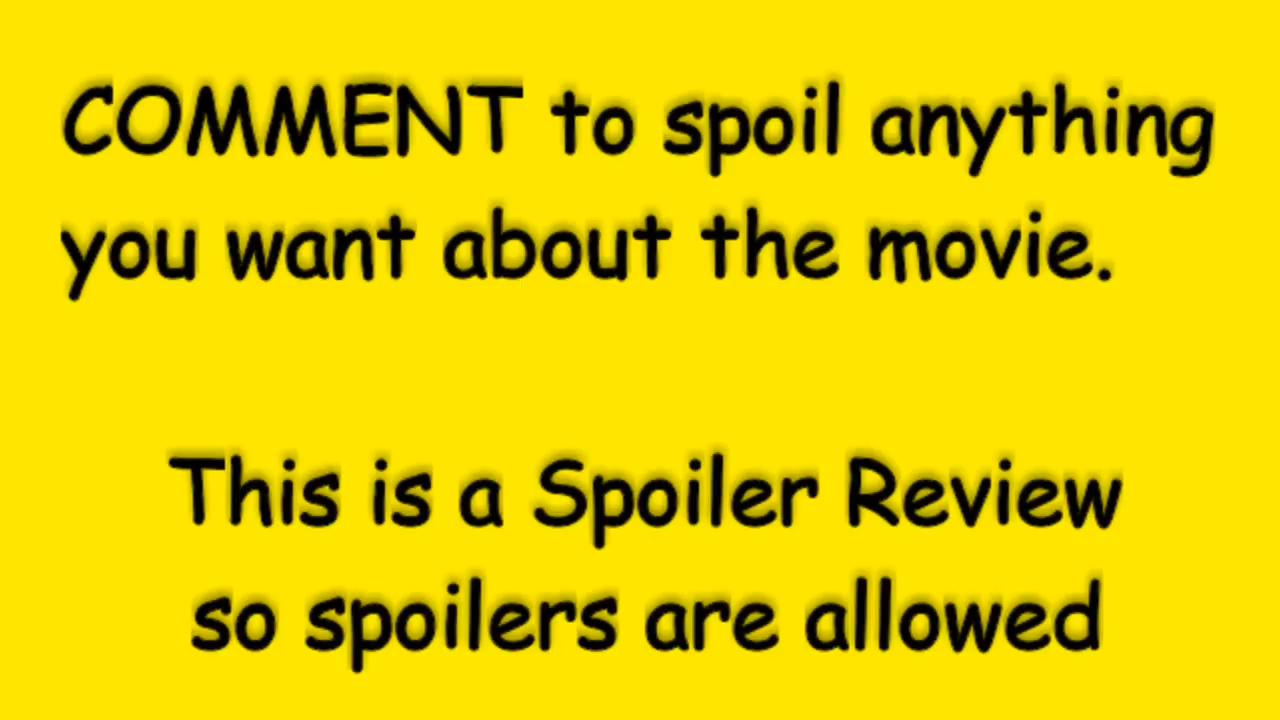 COMMENT to spoil anything
you want about the movie.
This is a Spoiler Review
so spoilers are allowed